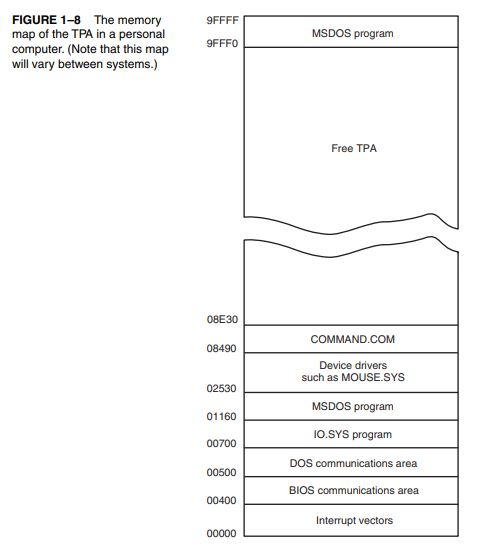 FIGURE 1–8 The memory
map of the TPA in a personal
computer. (Note that this map
will vary between systems.)
9FFFF
MSDOS program
9FFF0
Free TPA
08E30
COMMAND.COM
08490
Device drivers
such as MOUSE.SYS
02530
MSDOS program
01160
IO.SYS program
00700
DOS communications area
00500
BIOS communications area
00400
Interrupt vectors
00000